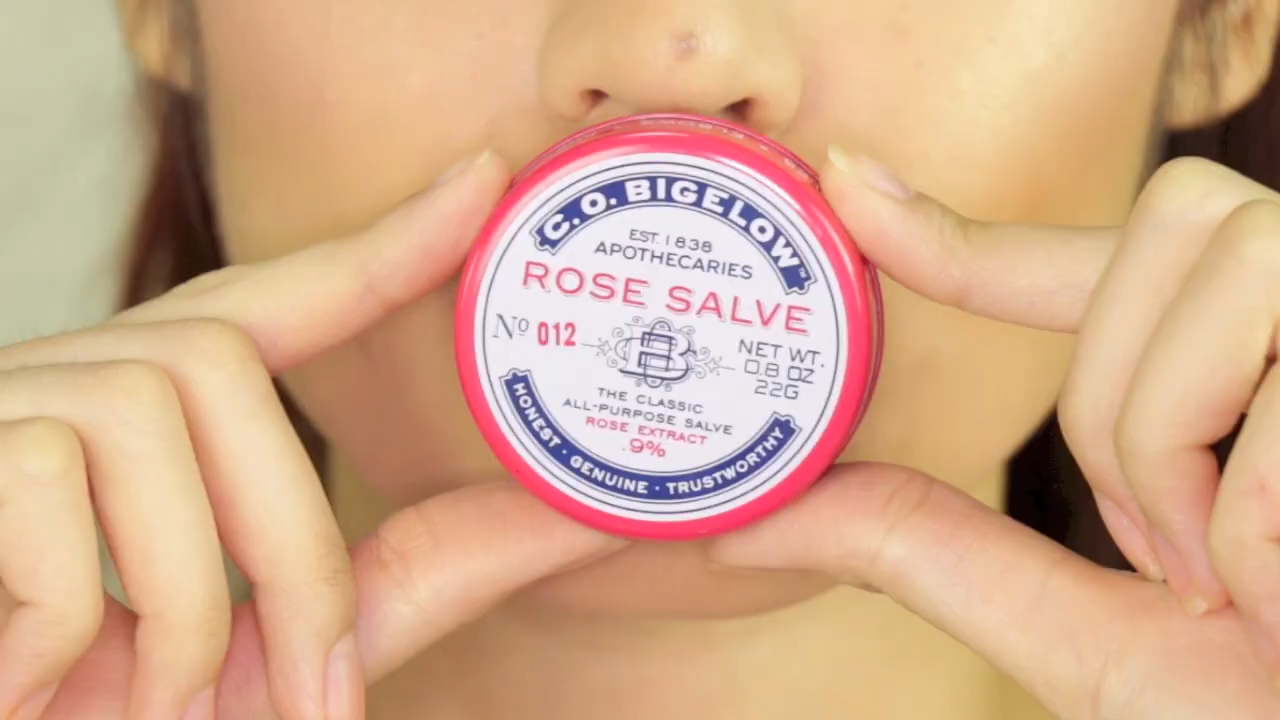 C.O. BIGELOW™
EST. 1838
APOTHECARIES
ROSE SALVE
Nº 012
B
NET WT.
0.8 OZ
22G
THE CLASSIC
ALL-PURPOSE SALVE
ROSE EXTRACT
.9%
HONEST · GENUINE · TRUSTWORTHY